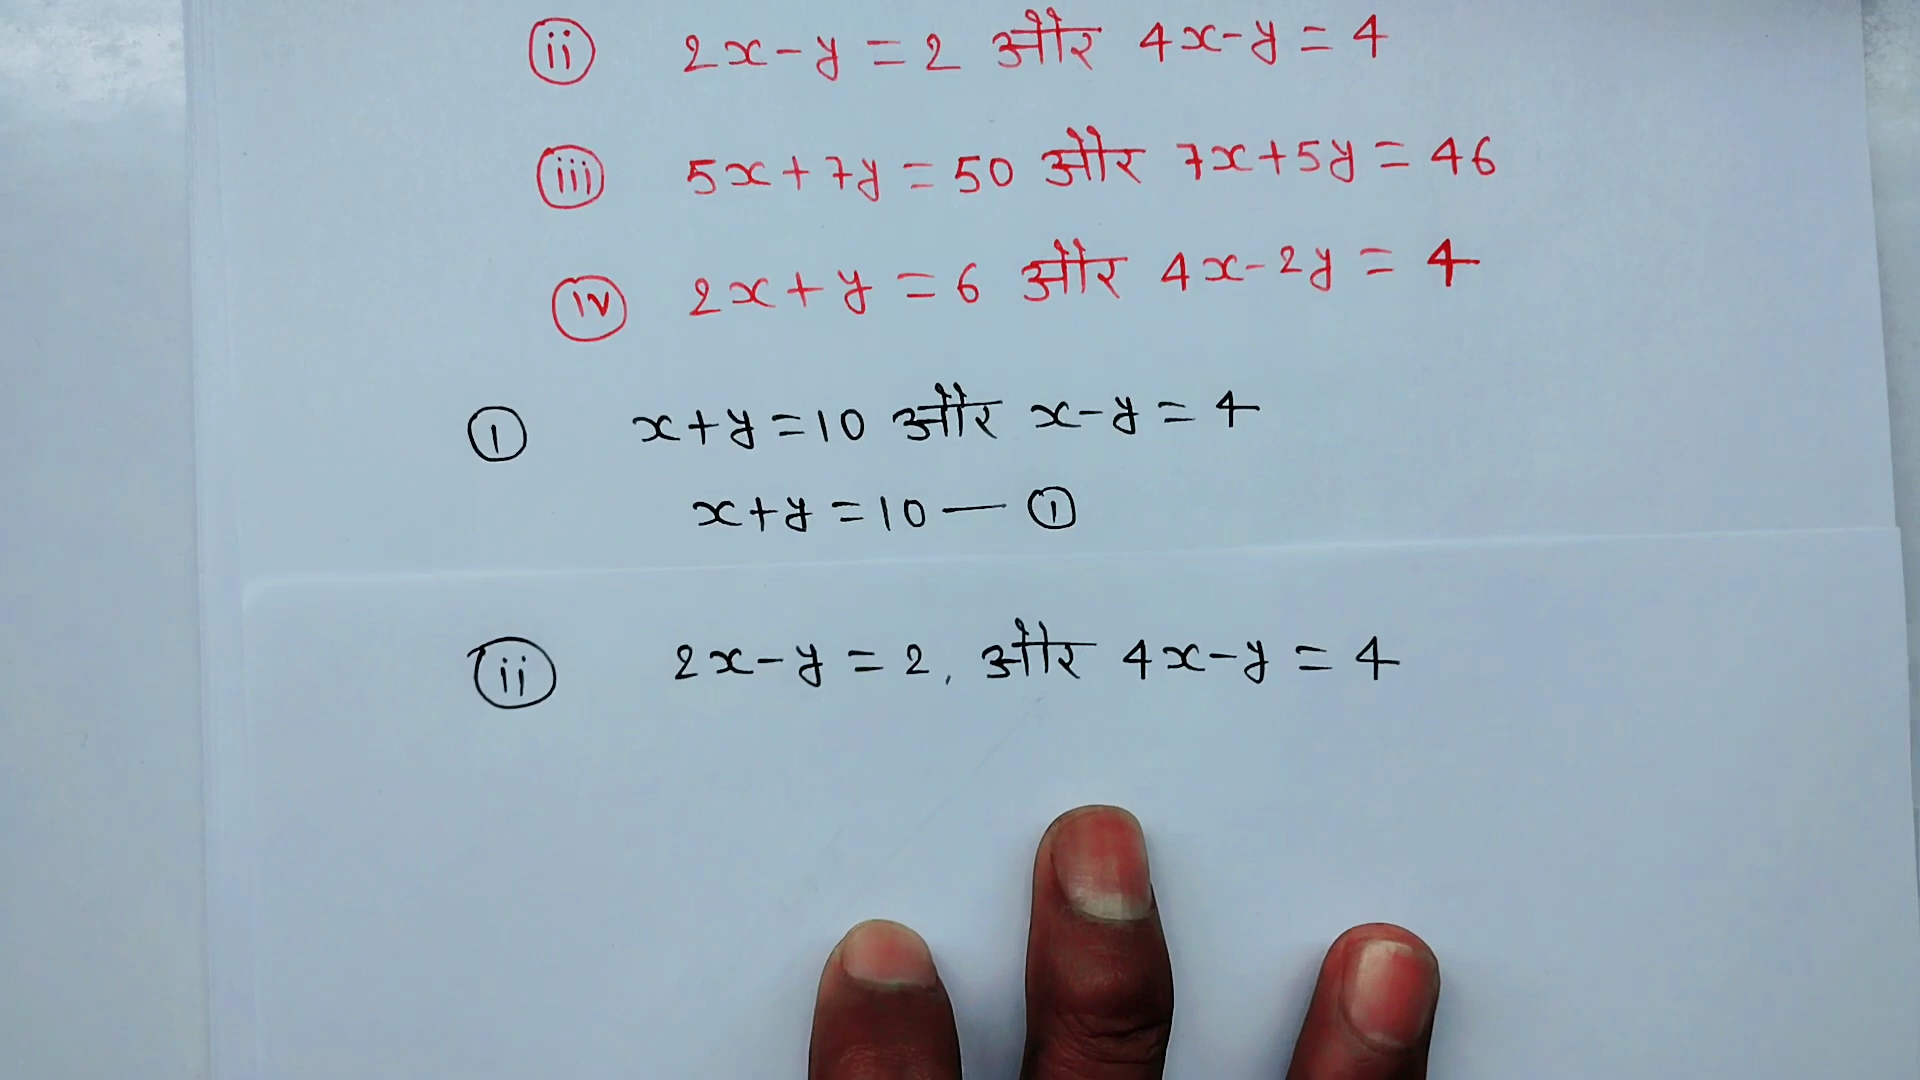 (ii) 2x-y=2 और 4x-y=4
(iii) 5x+7y=50 और 7x+5y=46
(iv) 2x+y=6 और 4x-2y=4
(1) x+y=10 और x-y=4
x+y=10 — (1)
(ii) 2x-y=2, और 4x-y=4